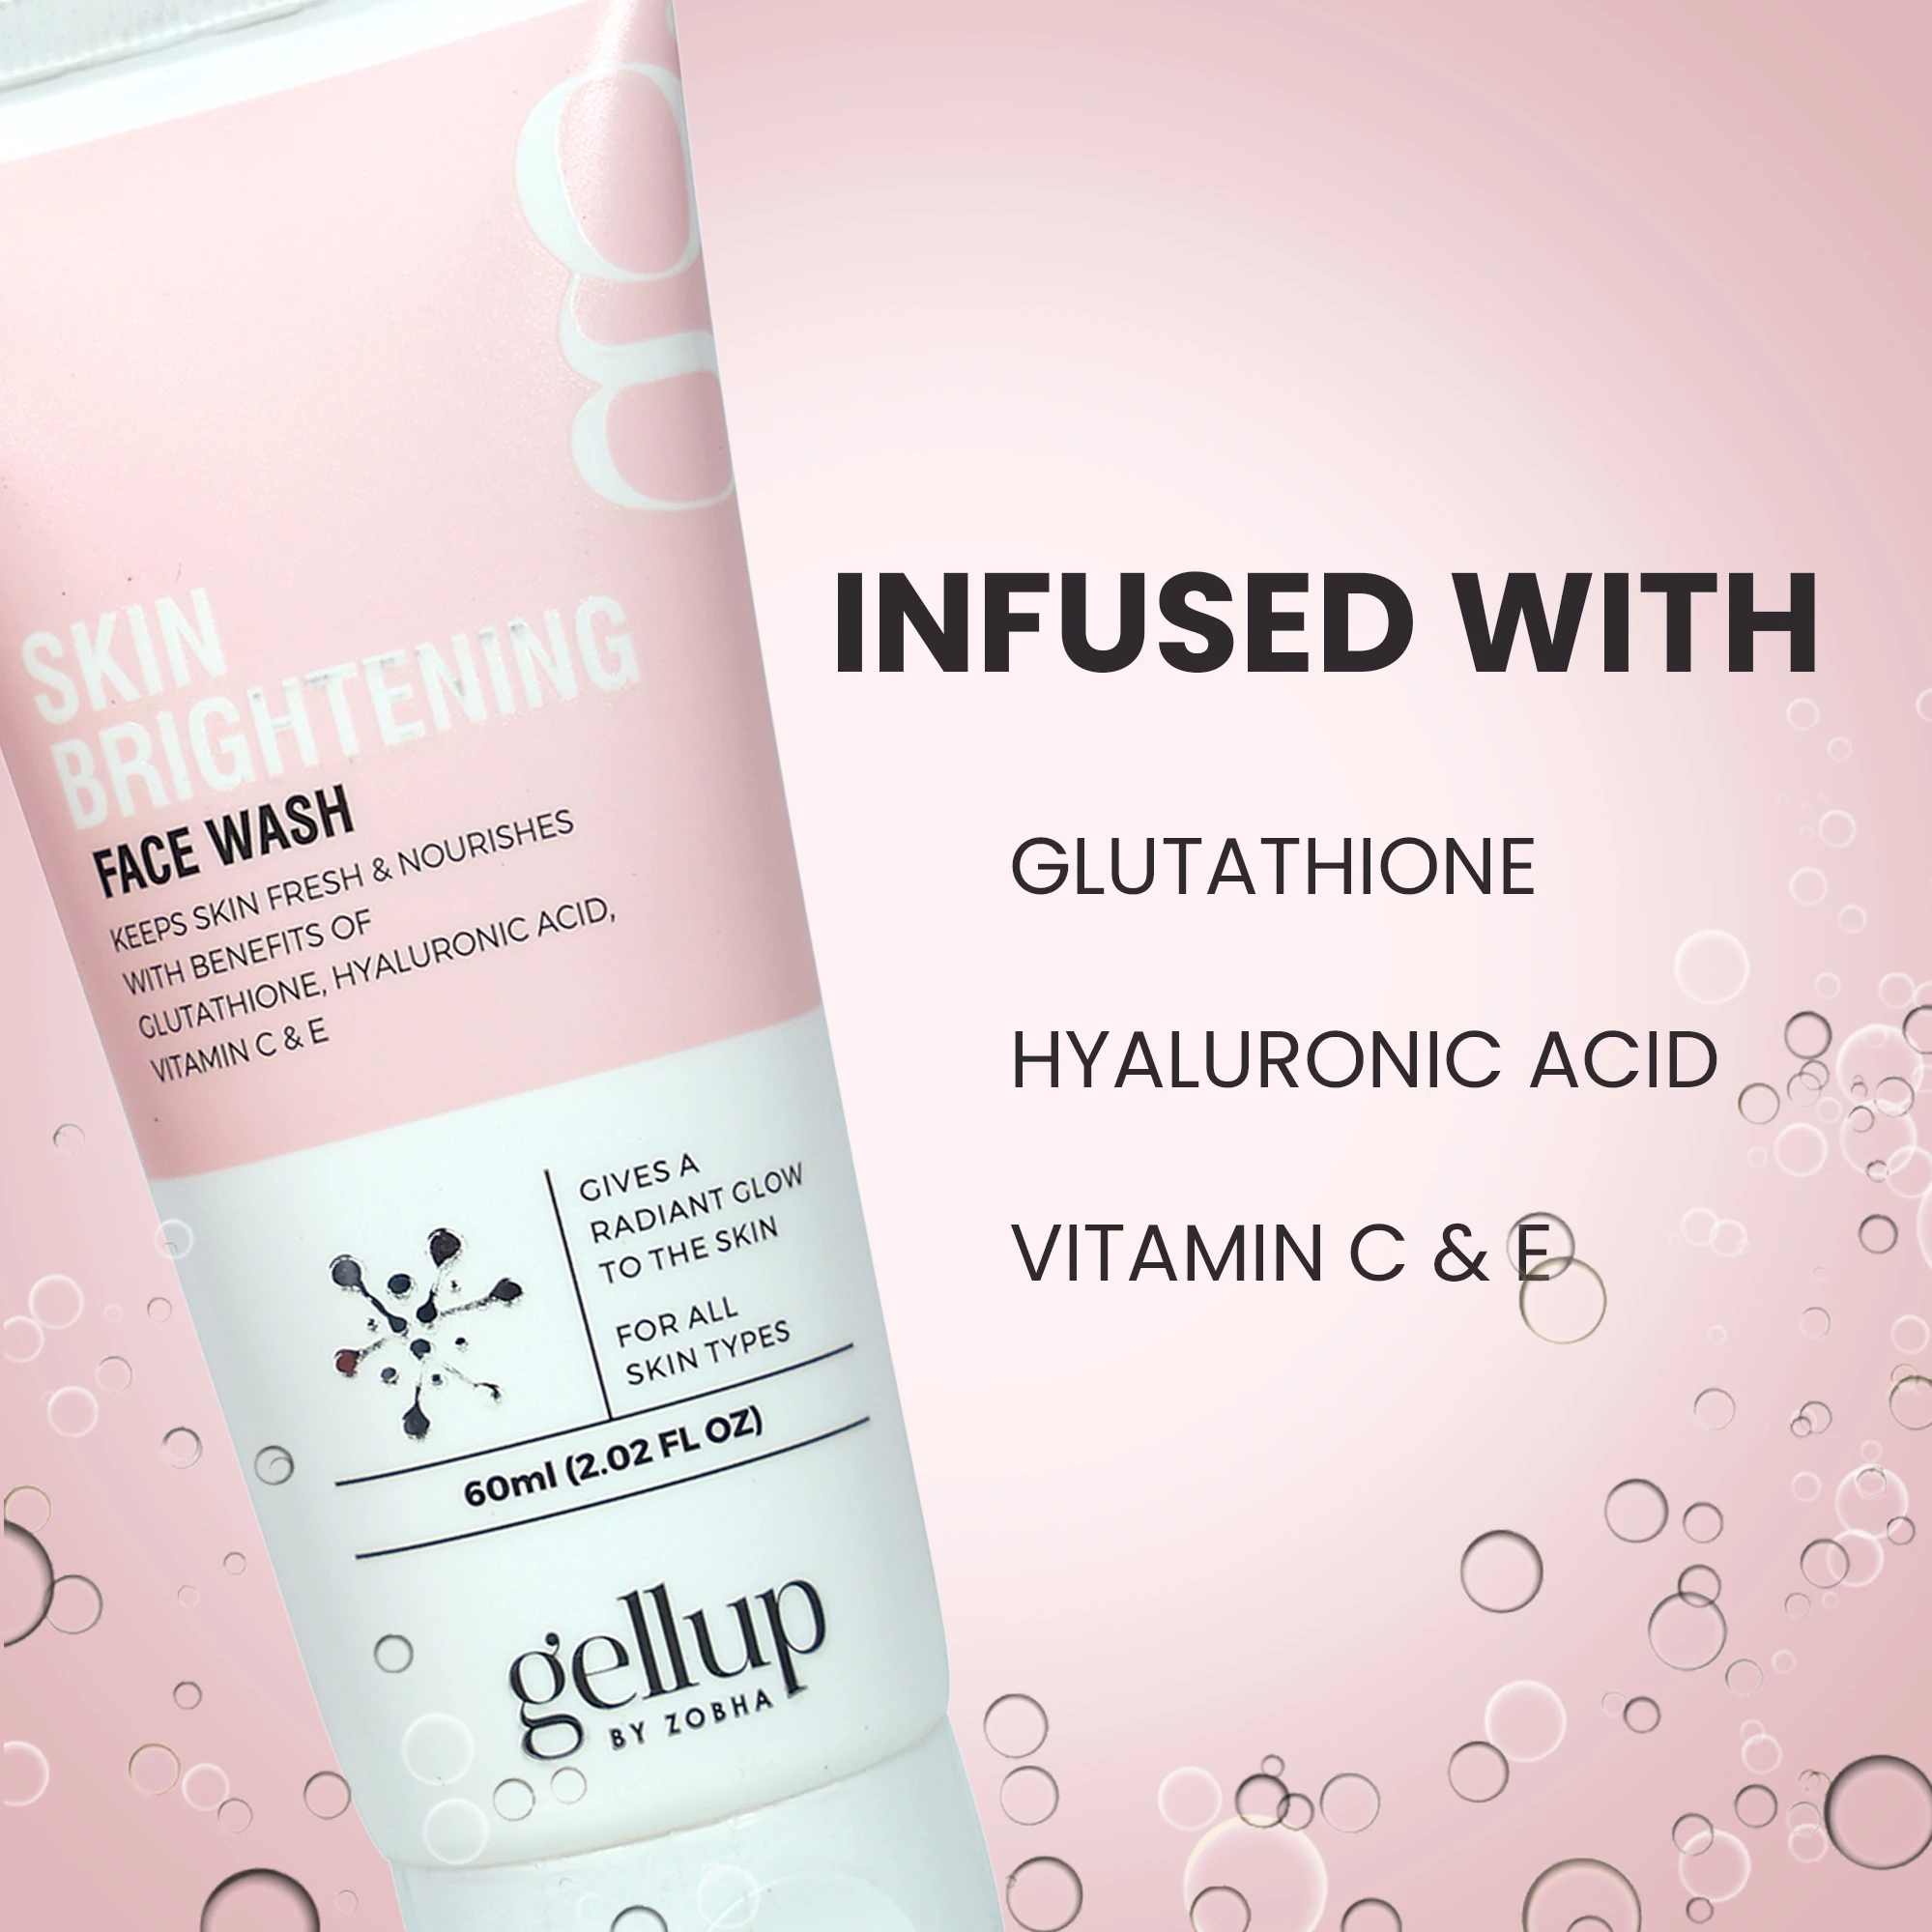 g
SKIN
BRIGHTENING
FACE WASH
KEEPS SKIN FRESH & NOURISHES
WITH BENEFITS OF
GLUTATHIONE, HYALURONIC ACID,
VITAMIN C & E
GIVES A
RADIANT GLOW
TO THE SKIN
FOR ALL
SKIN TYPES
60ml (2.02 FL OZ)
gellup
BY ZOBHA
INFUSED WITH
GLUTATHIONE
HYALURONIC ACID
VITAMIN C & E